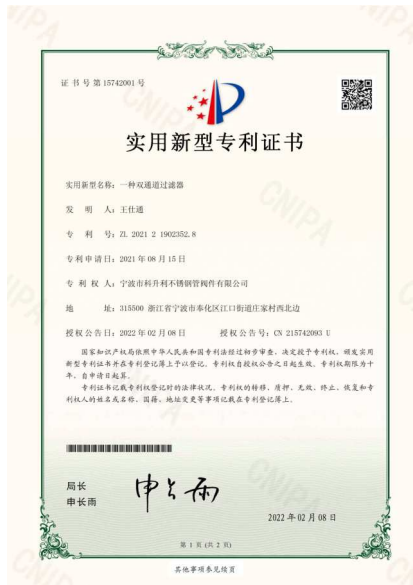 证书号第15742001号
实用新型专利证书
实用新型名称：一种双通道过滤器
发明人：王仕通
专利号：ZL 2021 2 1902352.8
专利申请日：2021年08月15日
专利权人：宁波市科升利不锈钢管阀件有限公司
地址：315500 浙江省宁波市奉化区江口街道庄家村西北边
授权公告日：2022年02月08日 授权公告号：CN 215742093 U
国家知识产权局依照中华人民共和国专利法经过初步审查，决定授予专利权，颁发实用
新型专利证书并在专利登记簿上予以登记。专利权自授权公告之日起生效。专利权期限为十
年，自申请日起算。
专利证书记载专利权登记时的法律状况。专利权的转移、质押、无效、终止、恢复和专
利权人的姓名或名称、国籍、地址变更等事项记载在专利登记簿上。
局长
申长雨
申长雨
2022年02月08日
第 1 页 (共 2 页)
其他事项参见续页
CNIPA
CNIPA
CNIPA
CNIPA